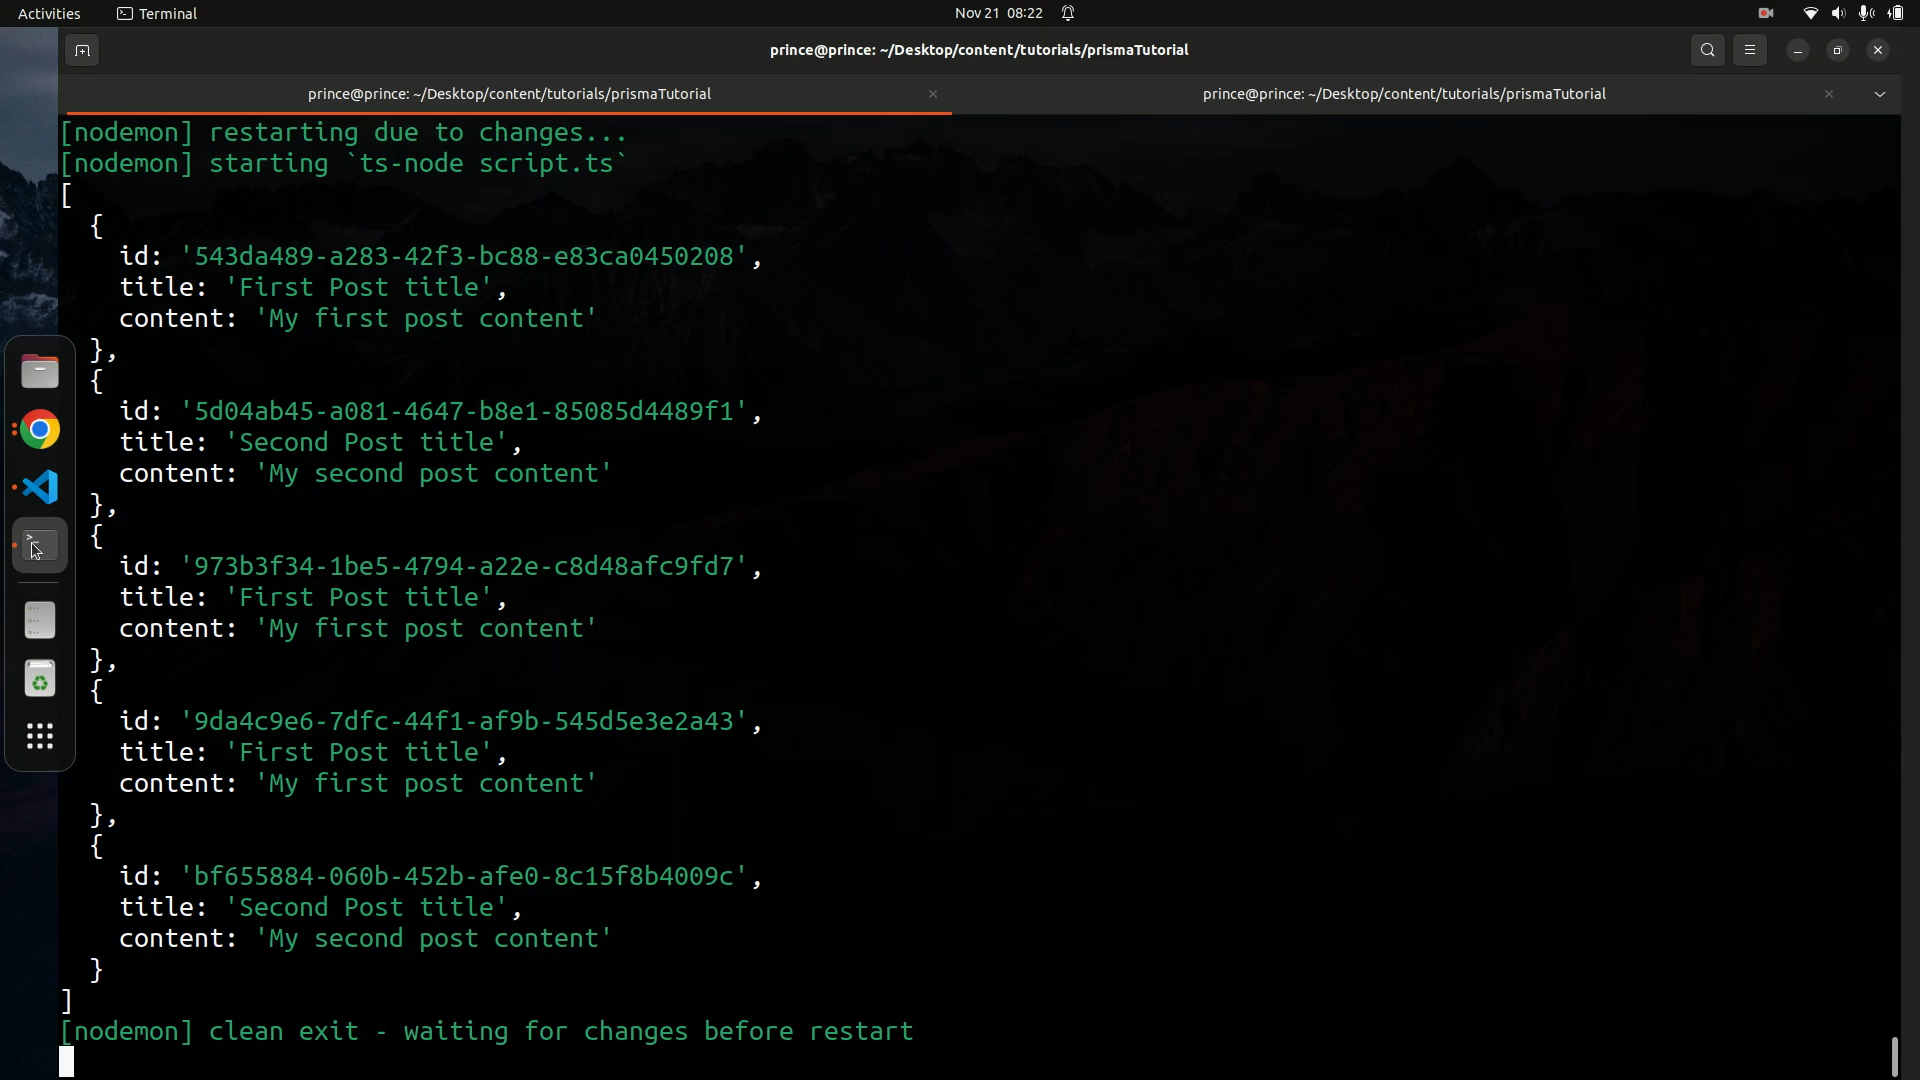 Activities
Terminal
Nov 21 08:22
prince@prince: ~/Desktop/content/tutorials/prismaTutorial
prince@prince: ~/Desktop/content/tutorials/prismaTutorial
prince@prince: ~/Desktop/content/tutorials/prismaTutorial
[nodemon] restarting due to changes...
[nodemon] starting `ts-node script.ts`
[
  {
    id: '543da489-a283-42f3-bc88-e83ca0450208',
    title: 'First Post title',
    content: 'My first post content'
  },
  {
    id: '5d04ab45-a081-4647-b8e1-85085d4489f1',
    title: 'Second Post title',
    content: 'My second post content'
  },
  {
    id: '973b3f34-1be5-4794-a22e-c8d48afc9fd7',
    title: 'First Post title',
    content: 'My first post content'
  },
  {
    id: '9da4c9e6-7dfc-44f1-af9b-545d5e3e2a43',
    title: 'First Post title',
    content: 'My first post content'
  },
  {
    id: 'bf655884-060b-452b-afe0-8c15f8b4009c',
    title: 'Second Post title',
    content: 'My second post content'
  }
]
[nodemon] clean exit - waiting for changes before restart